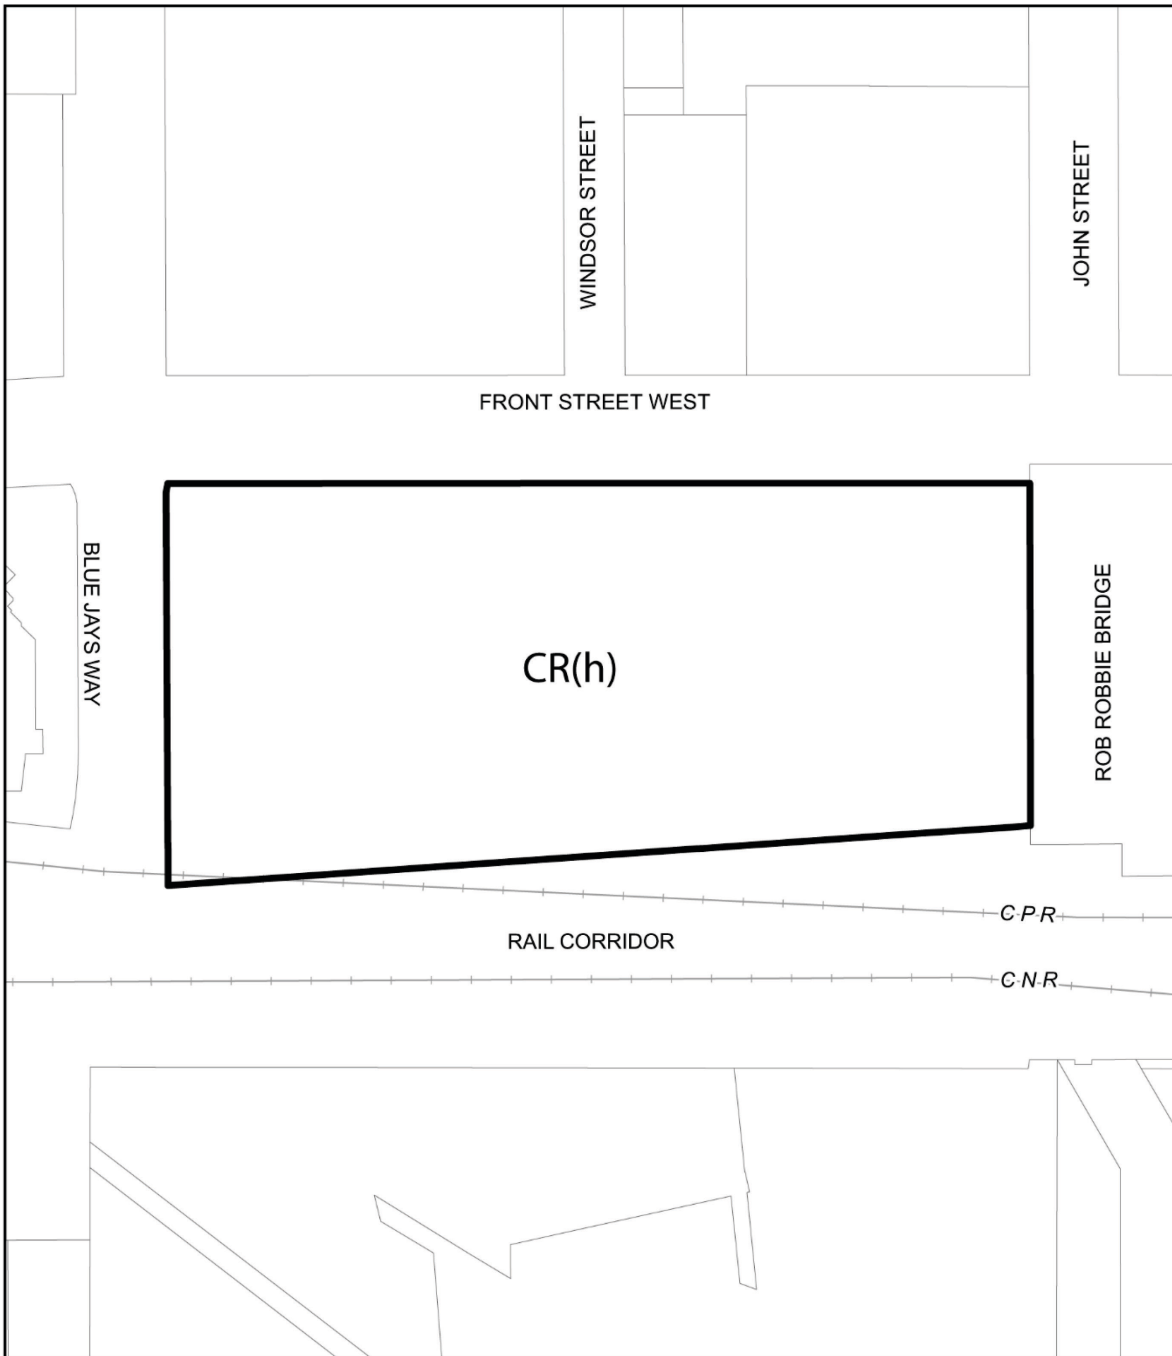 WINDSOR STREET
JOHN STREET
FRONT STREET WEST
BLUE JAYS WAY
CR(h)
ROB ROBBIE BRIDGE
C P R
RAIL CORRIDOR
C N R